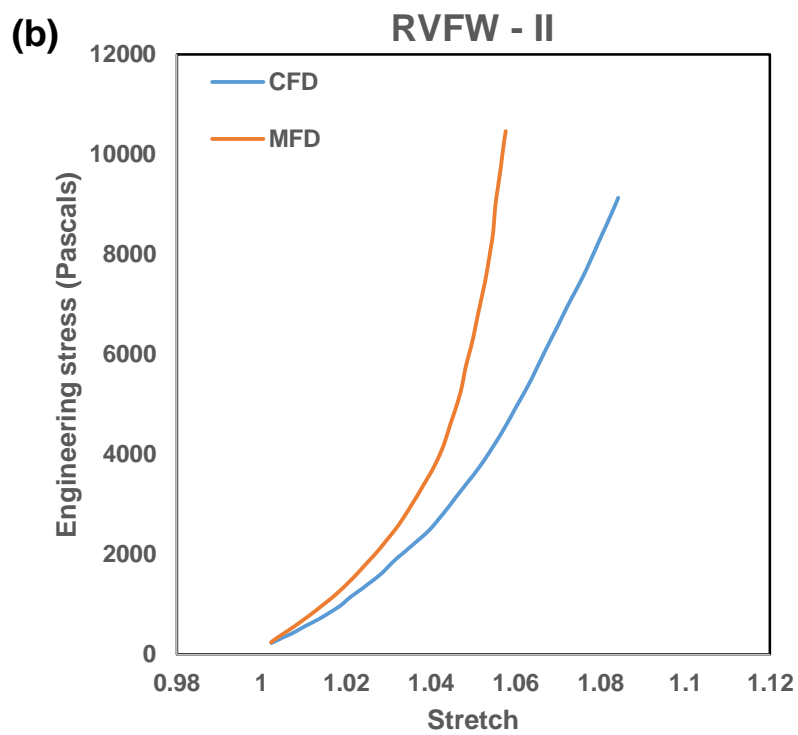 (b)
RVFW - II
12000
10000
8000
6000
4000
2000
0
CFD
MFD
Engineering stress (Pascals)
0.98 1 1.02 1.04 1.06 1.08 1.1 1.12
Stretch